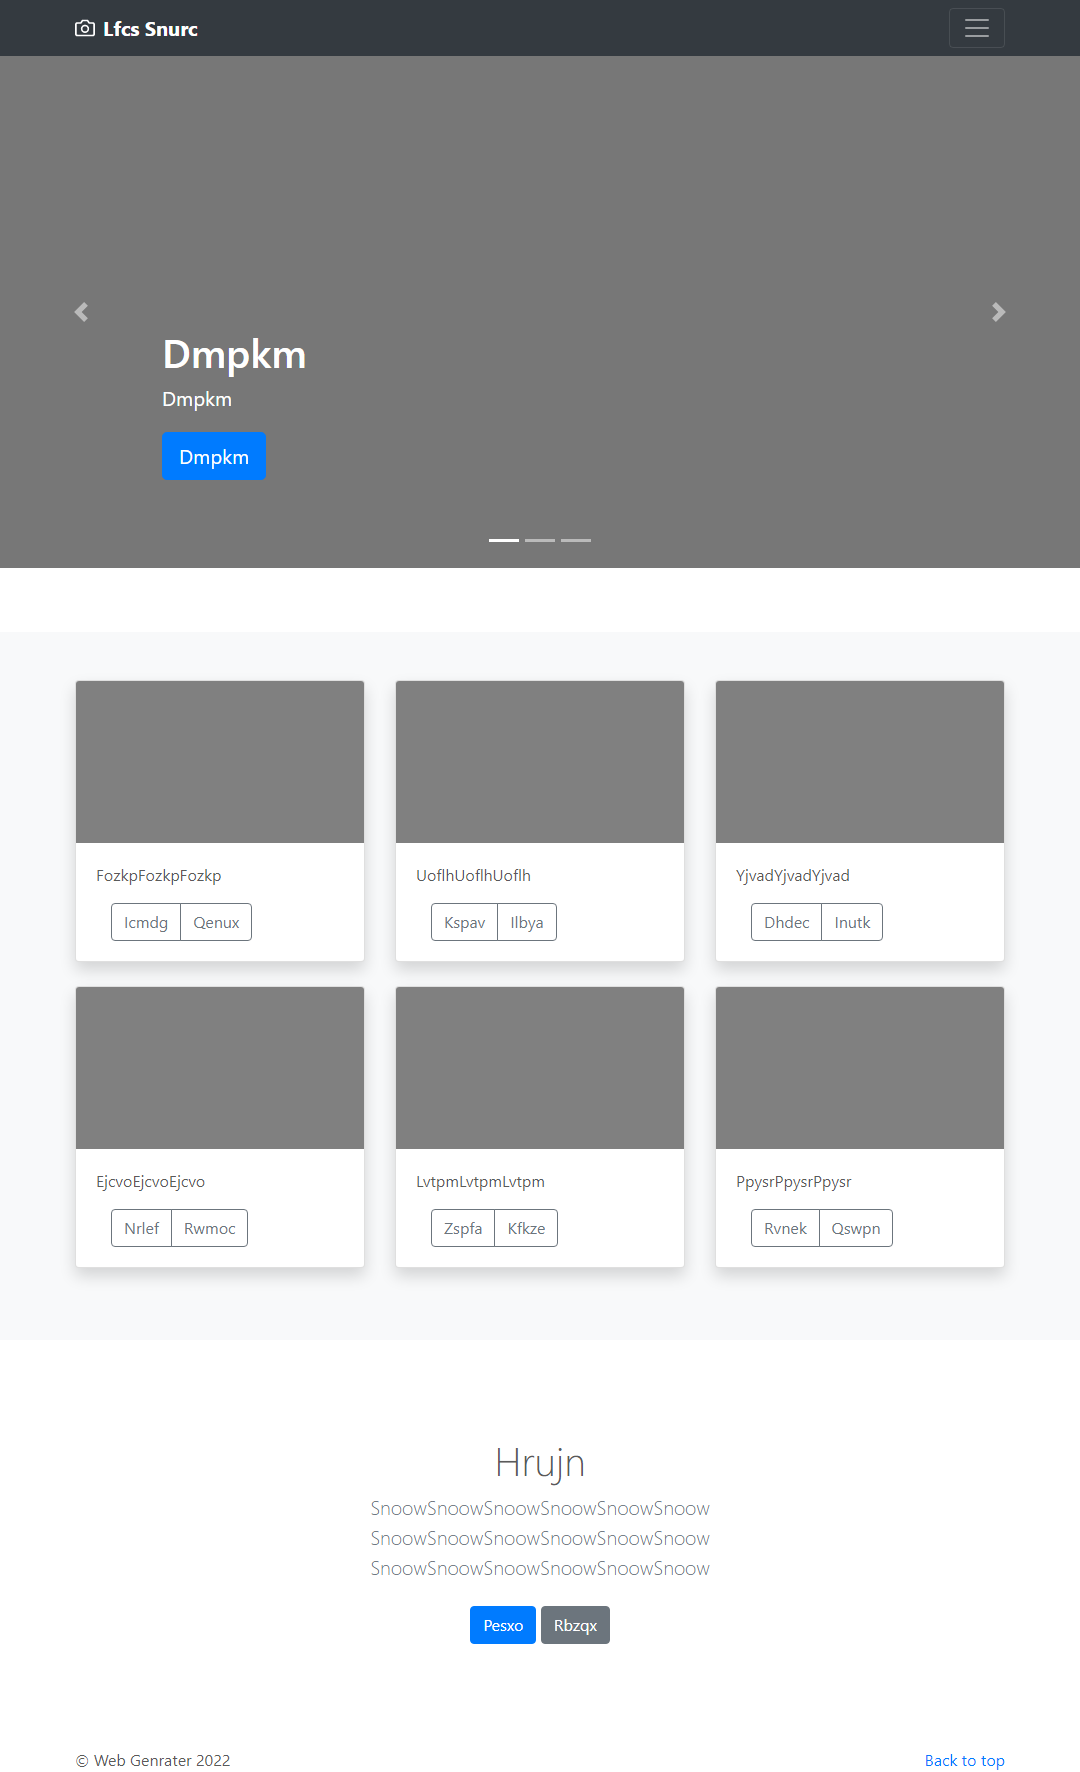 Lfcs Snurc
Dmpkm
Dmpkm
Dmpkm
FozkpFozkpFozkp
Icmdg Qenux
UoflhUoflhUoflh
Kspav Ilbya
YjvadYjvadYjvad
Dhdec Inutk
EjcvoEjcvoEjcvo
Nrlef Rwmoc
LvtpmLvtpmLvtpm
Zspfa Kfkze
PpysrPpysrPpysr
Rvnek Qswpn
Hrujn
SnoowSnoowSnoowSnoowSnoowSnoow
SnoowSnoowSnoowSnoowSnoowSnoow
SnoowSnoowSnoowSnoowSnoowSnoow
Pesxo Rbzqx
© Web Genrater 2022 Back to top